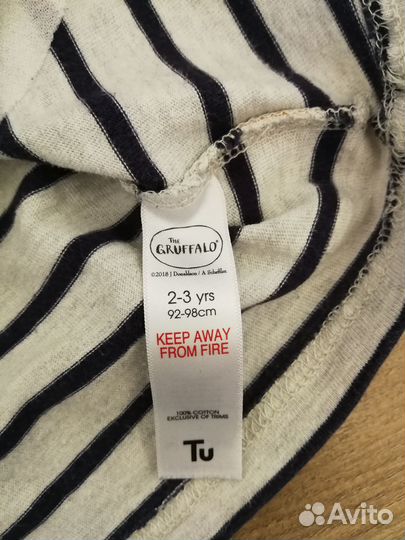 THE
GRUFFALO
©2018 J Donaldson / A Scheffler
2-3 yrs
92-98cm
KEEP AWAY
FROM FIRE
100% COTTON
EXCLUSIVE OF TRIMS
Tu
Avito